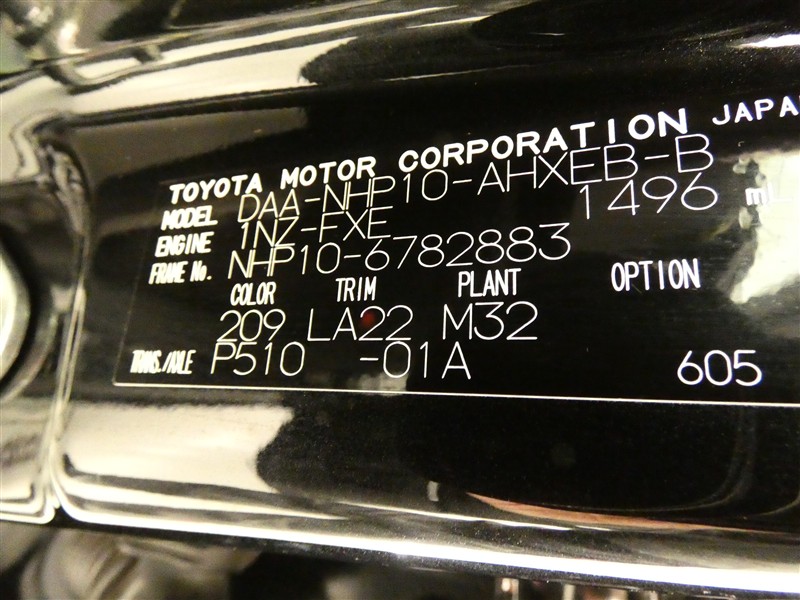 TOYOTA MOTOR CORPORATION JAPAN
MODEL DAA-NHP10-AHXEB-B
ENGINE 1NZ-FXE 1496 mL
FRAME No. NHP10-6782883
COLOR TRIM PLANT OPTION
209 LA22 M32
TRANS./AXLE P510 -01A 605